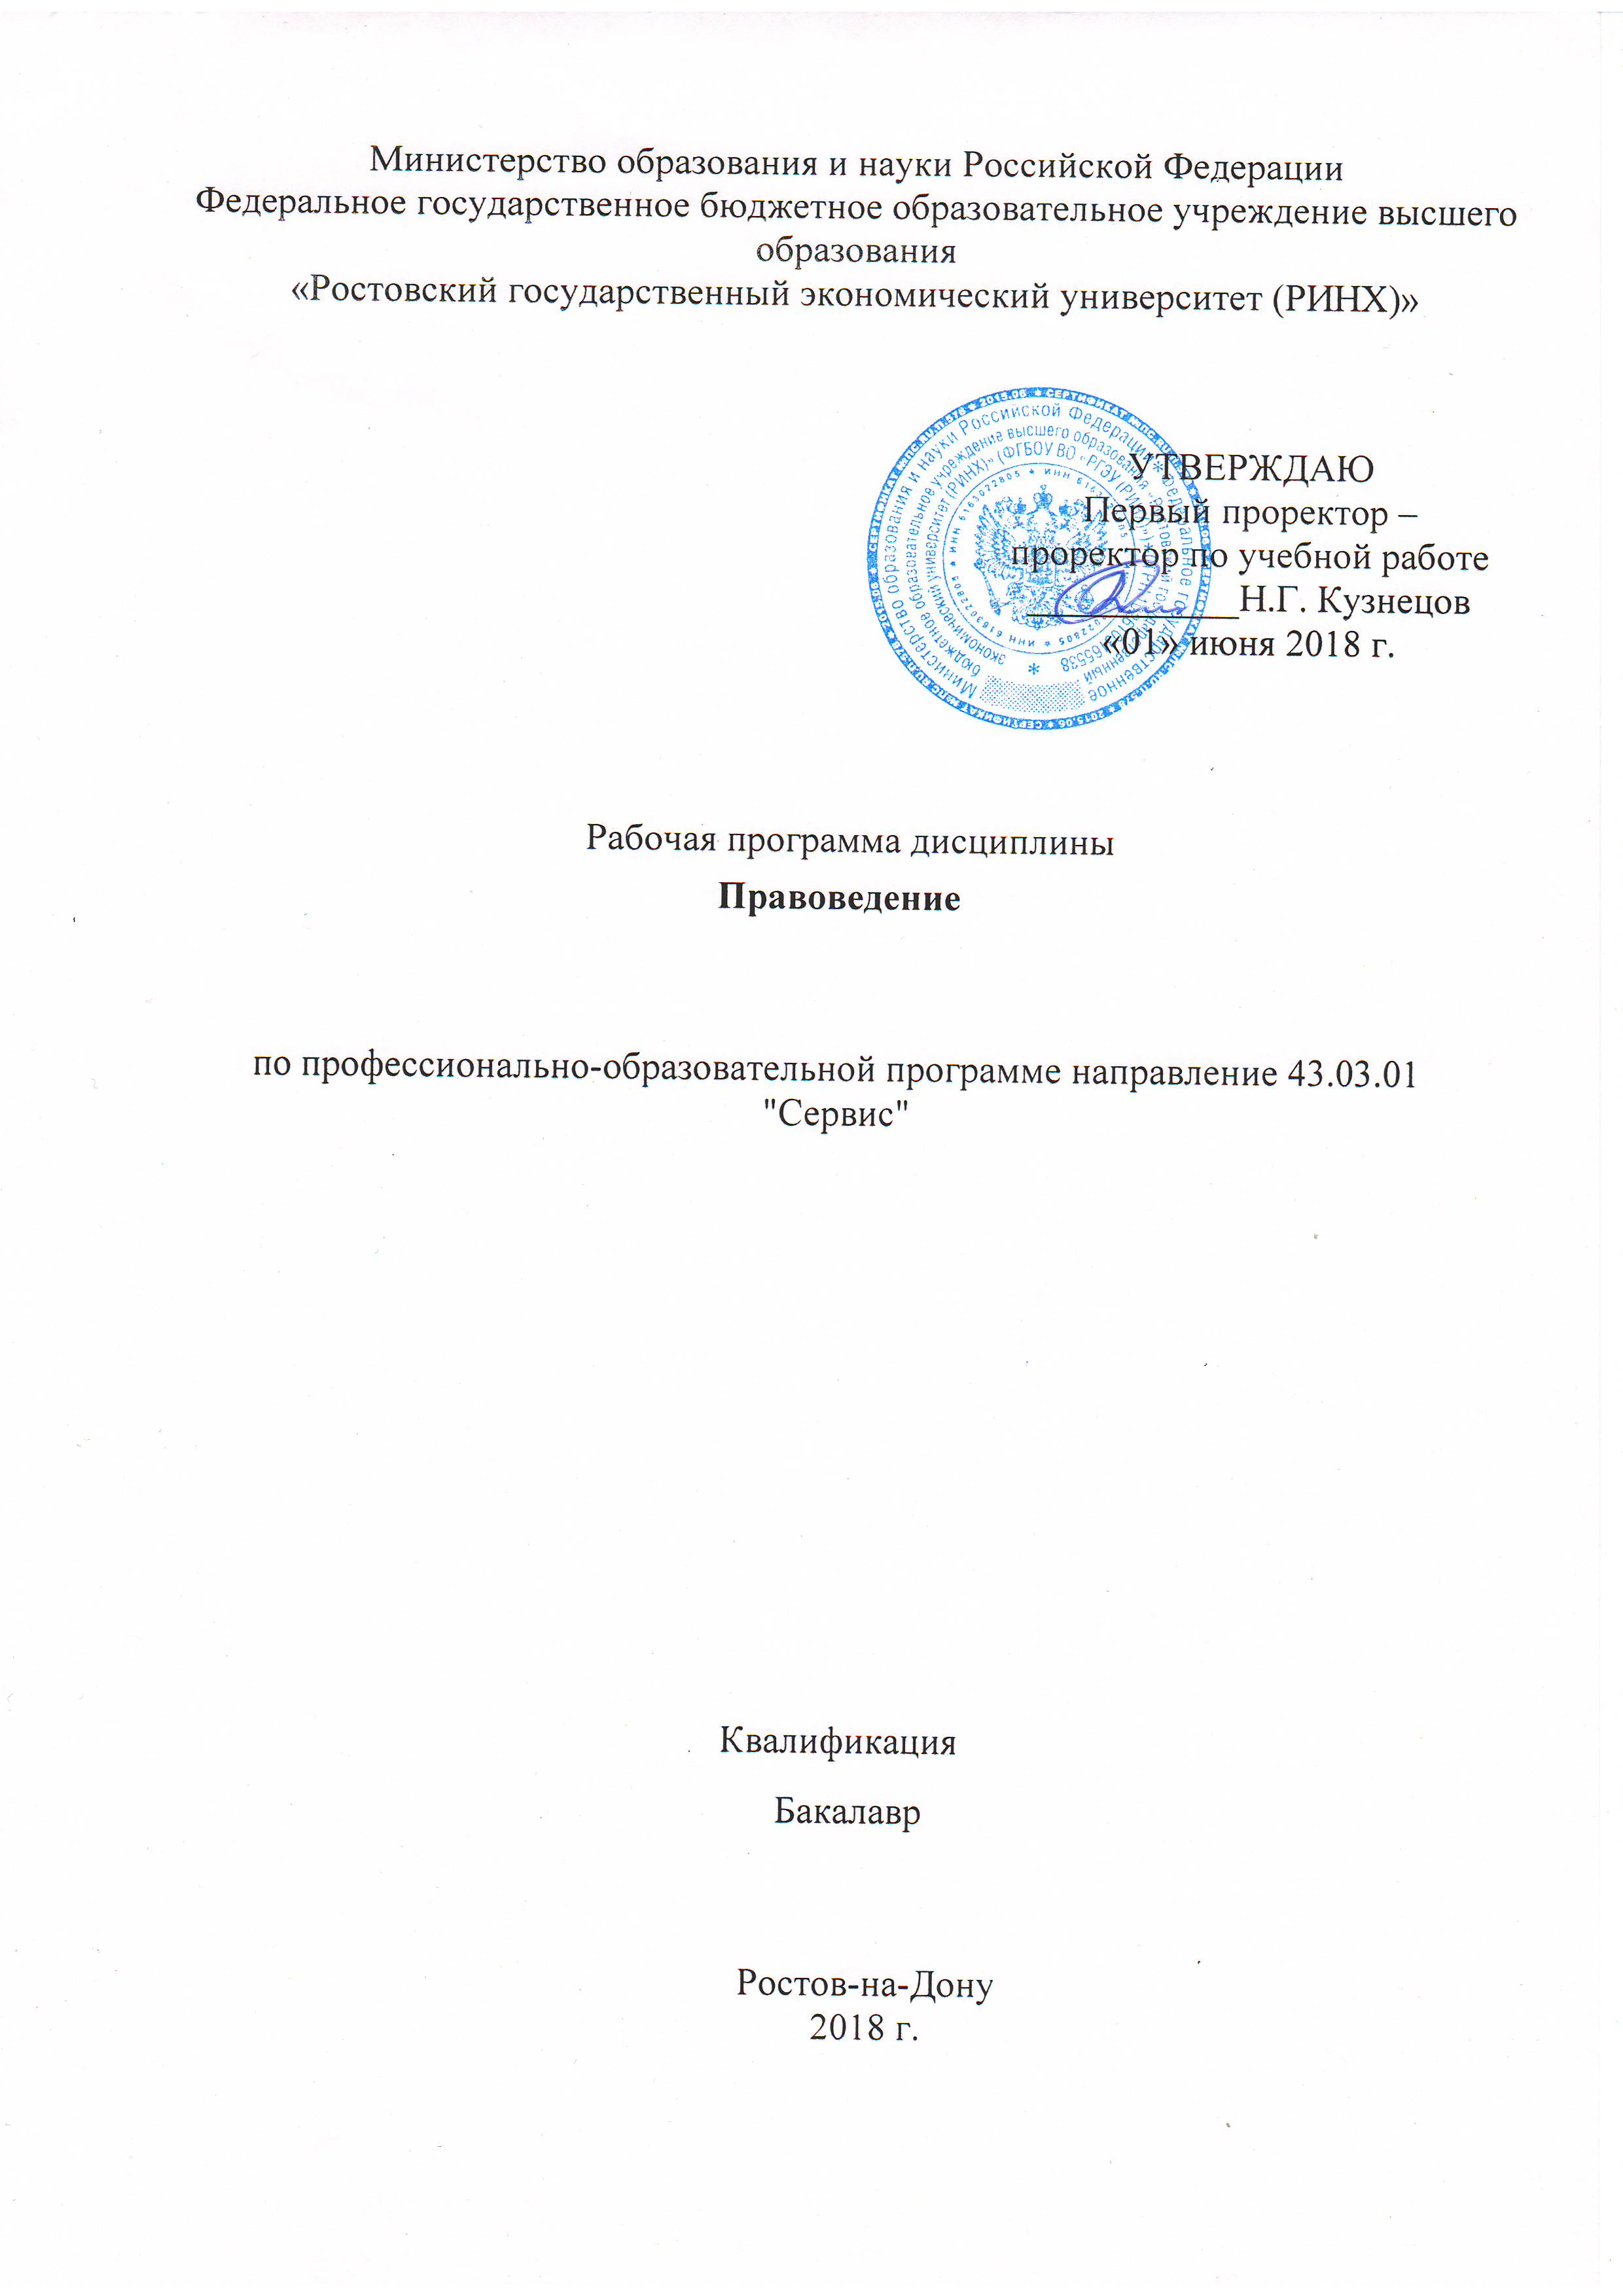 Министерство образования и науки Российской Федерации
Федеральное государственное бюджетное образовательное учреждение высшего
образования
«Ростовский государственный экономический университет (РИНХ)»
УТВЕРЖДАЮ
Первый проректор –
проректор по учебной работе
Н.Г. Кузнецов
«01» июня 2018 г.
Рабочая программа дисциплины
Правоведение
по профессионально-образовательной программе направление 43.03.01
"Сервис"
Квалификация
Бакалавр
Ростов-на-Дону
2018 г.